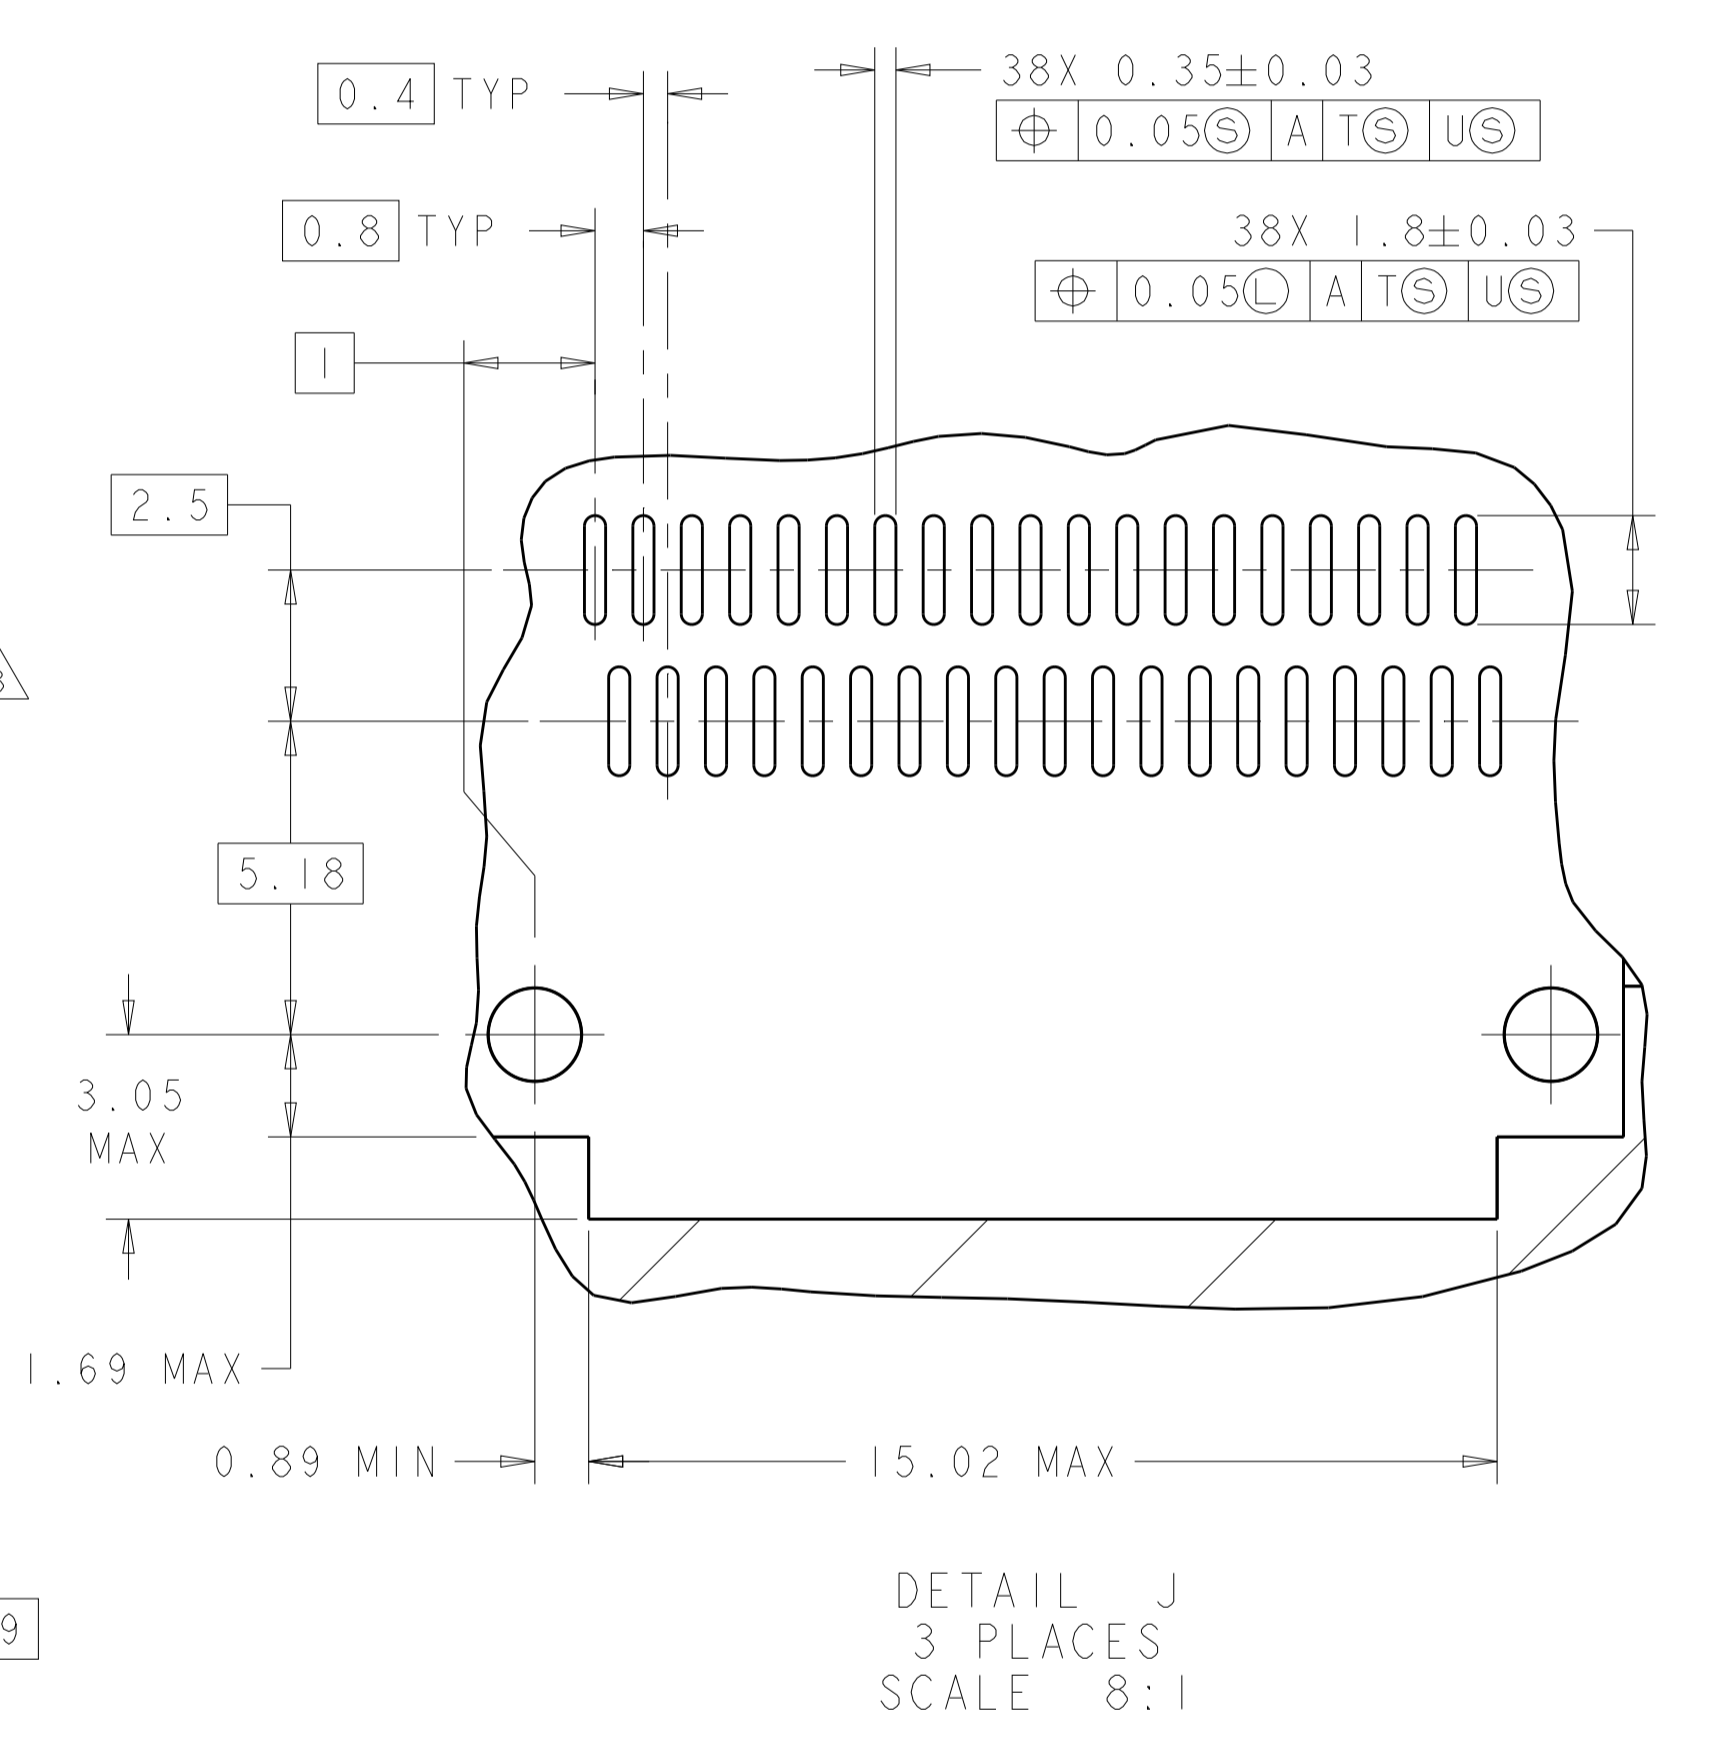 0.4 TYP
38X 0.35±0.03
⌖ 0.05Ⓢ A TⓈ UⓈ
0.8 TYP
38X 1.8±0.03
⌖ 0.05Ⓛ A TⓈ UⓈ
1
2.5
5.18
3.05
MAX
1.69 MAX
0.89 MIN
15.02 MAX
DETAIL J
9
3 PLACES
SCALE 8:1